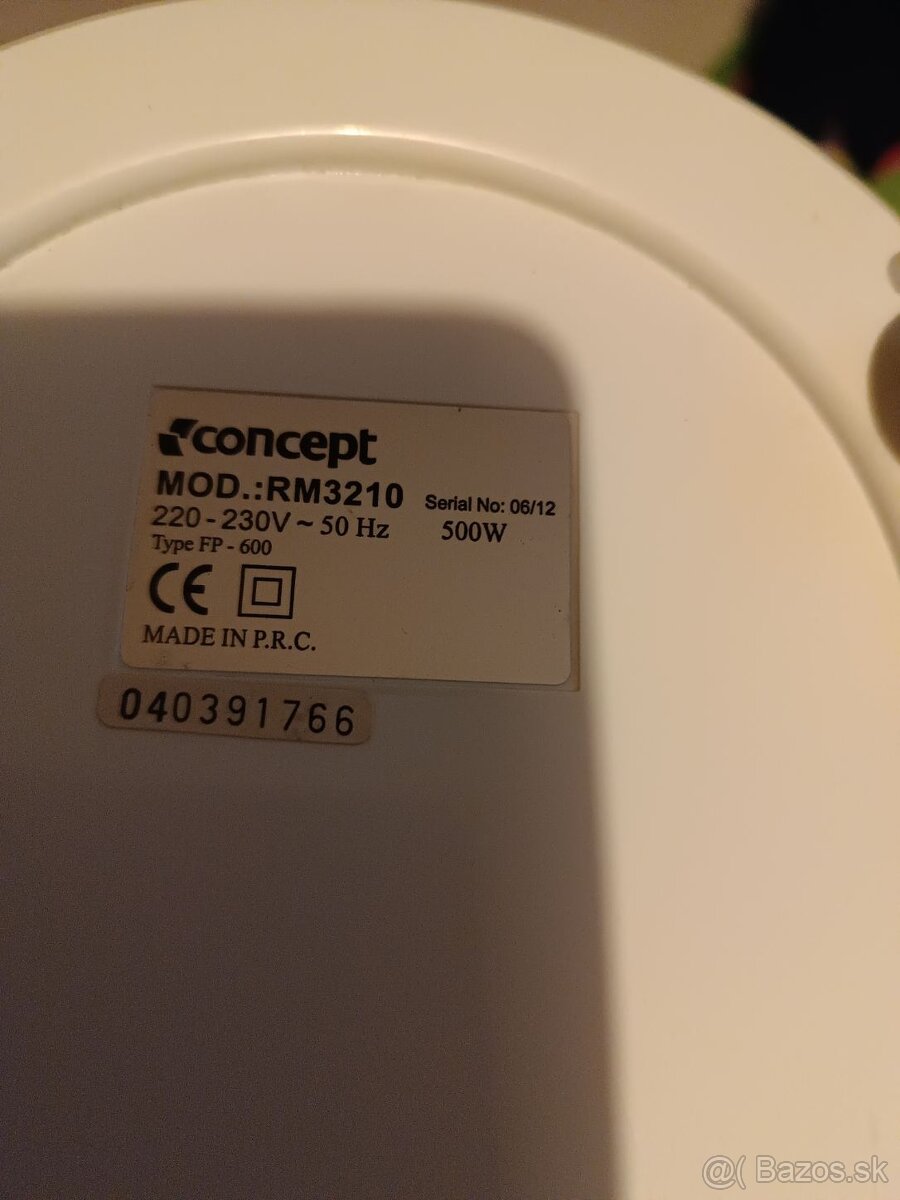 concept
MOD.:RM3210 Serial No: 06/12
220-230V~50 Hz 500W
Type FP-600
CE
MADE IN P.R.C.
040391766
@( Bazos.sk